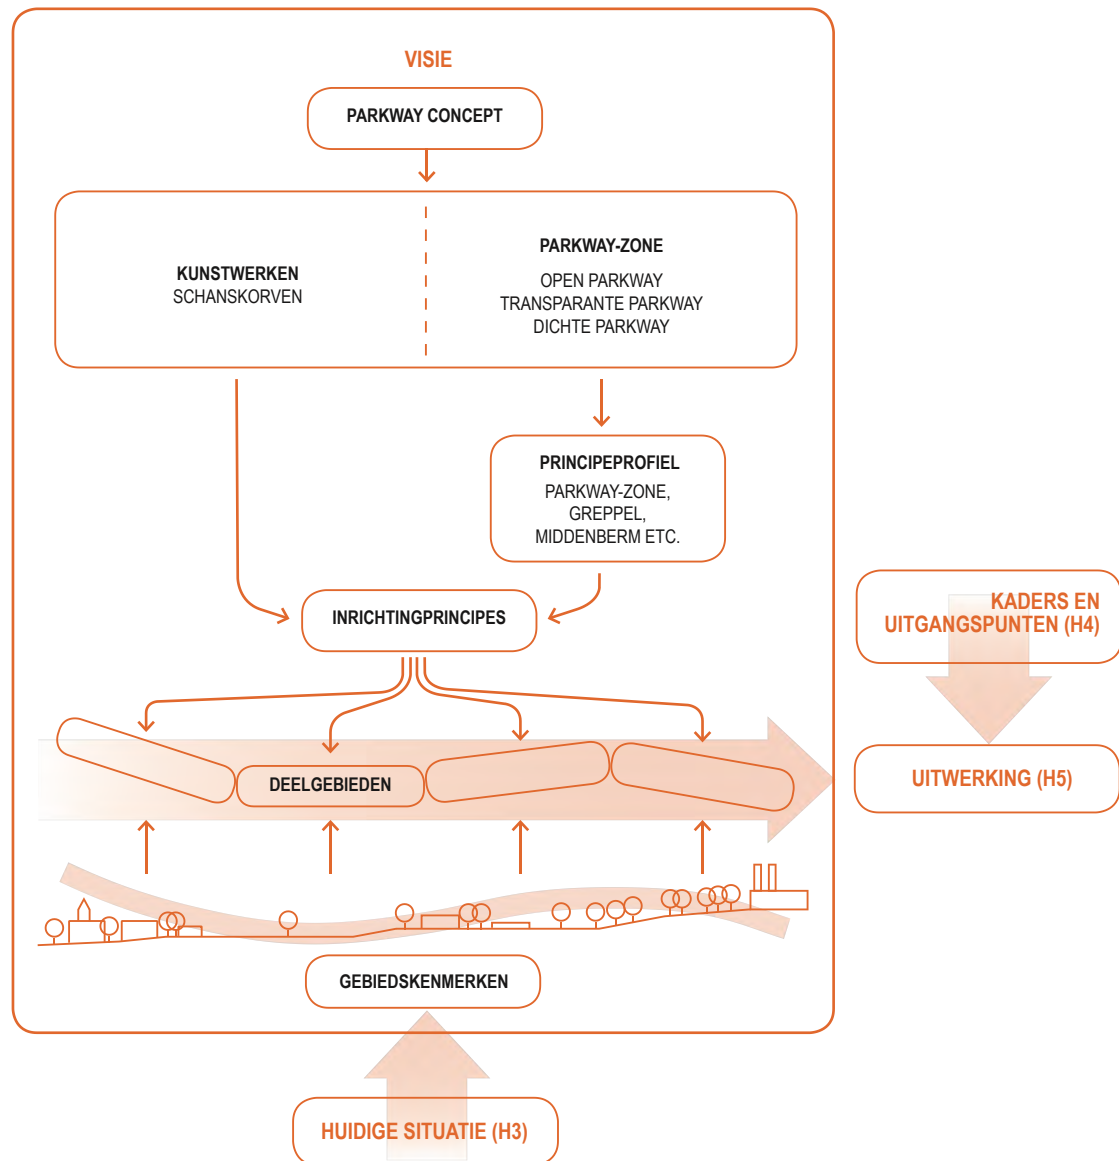 VISIE
PARKWAY CONCEPT
KUNSTWERKEN
SCHANSKORVEN
PARKWAY-ZONE
OPEN PARKWAY
TRANSPARANTE PARKWAY
DICHTE PARKWAY
PRINCIPEPROFIEL
PARKWAY-ZONE,
GREPPEL,
MIDDENBERM ETC.
INRICHTINGPRINCIPES
DEELGEBIEDEN
GEBIEDSKENMERKEN
HUIDIGE SITUATIE (H3)
KADERS EN
UITGANGSPUNTEN (H4)
UITWERKING (H5)